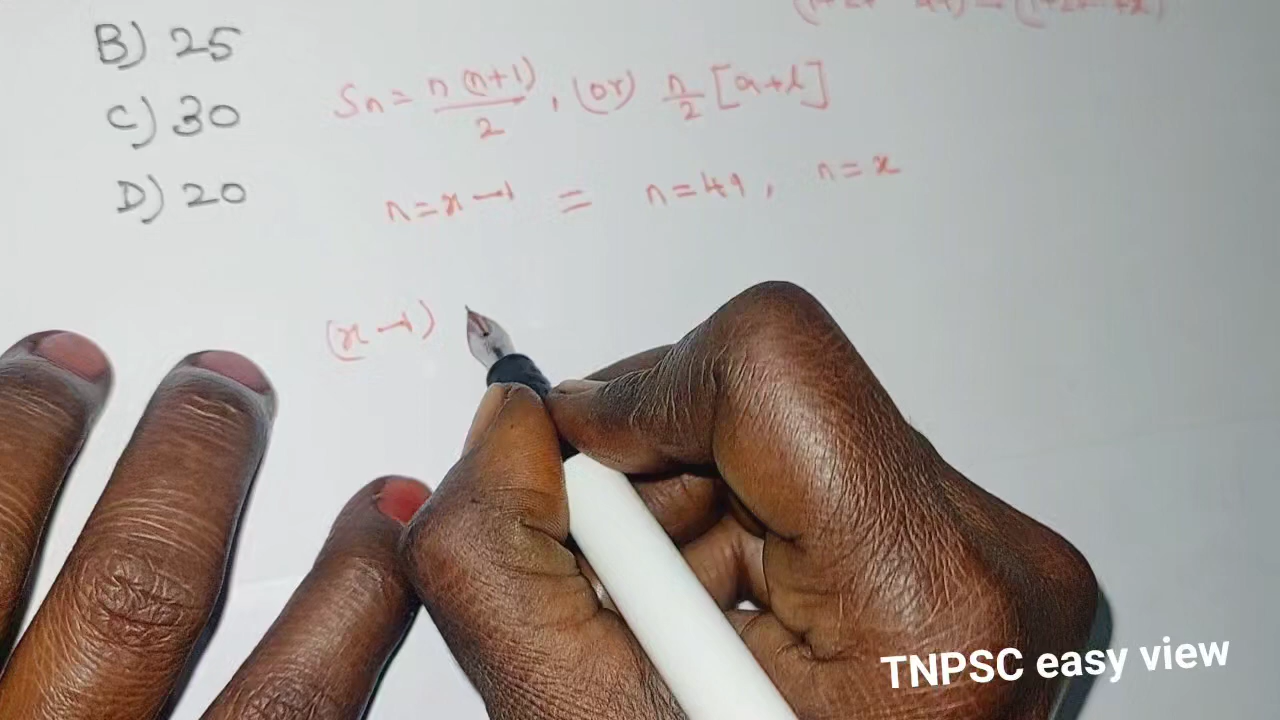 B) 25
Sn = n(n+1)/2, (or) n/2 [a+l]
C) 30
D) 20
n = x-1 = n = 49, n = x
(x-1)
TNPSC easy view